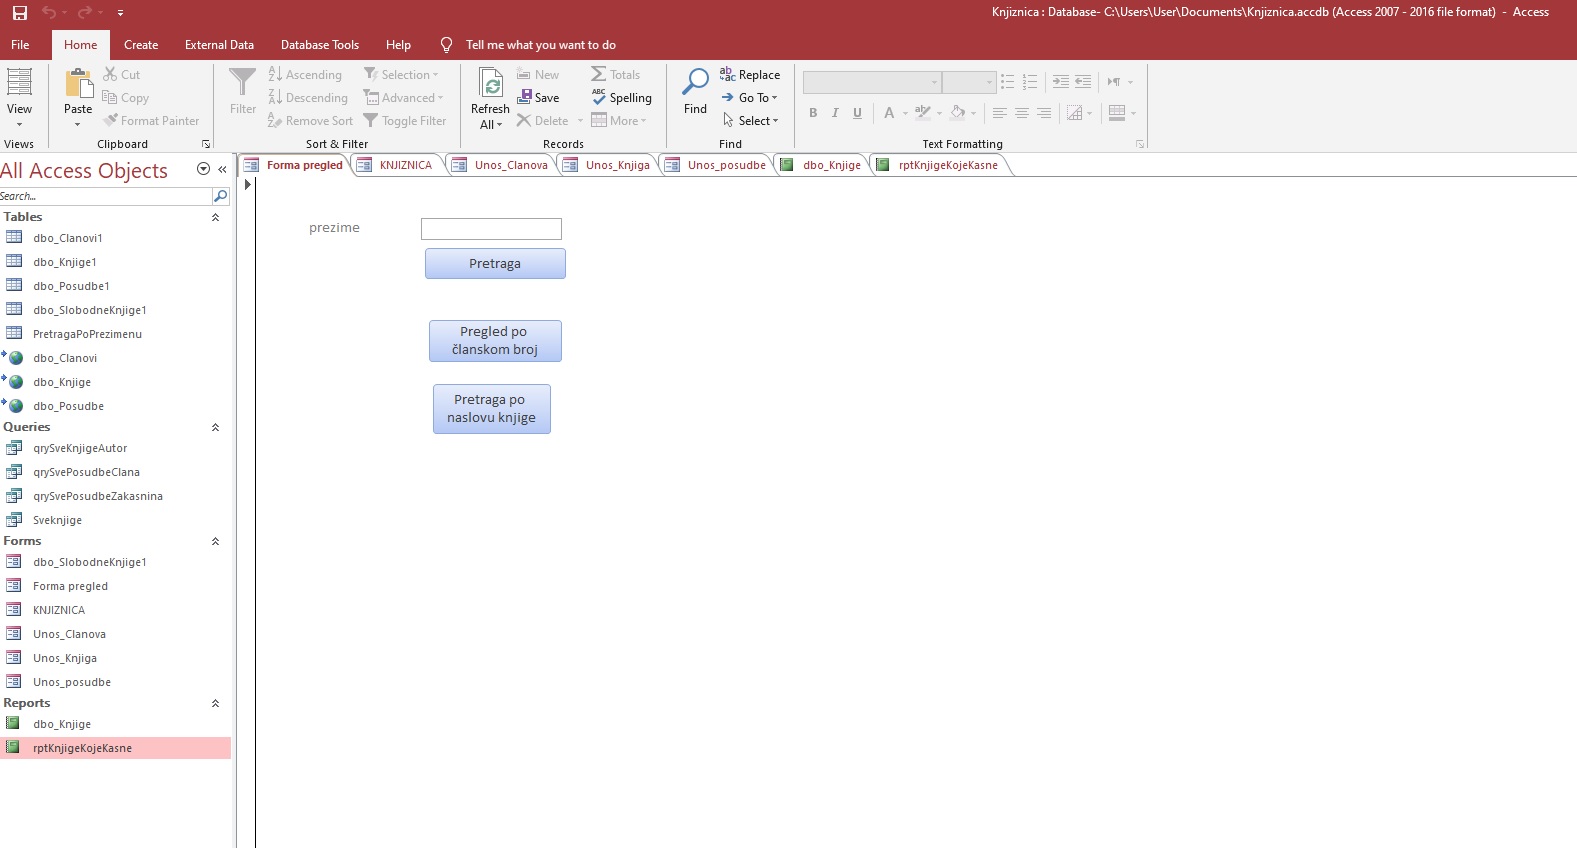 Knjiznica : Database- C:\Users\User\Documents\Knjiznica.accdb (Access 2007 - 2016 file format) - Access
File Home Create External Data Database Tools Help Tell me what you want to do
View
Views
Paste
Cut
Copy
Format Painter
Clipboard
Filter
Ascending
Descending
Remove Sort
Selection
Advanced
Toggle Filter
Sort & Filter
Refresh
All
New
Save
Delete
Totals
Spelling
More
Records
Find
Replace
Go To
Select
Find
B I U A
Text Formatting
All Access Objects
Search...
Tables
dbo_Clanovi1
dbo_Knjige1
dbo_Posudbe1
dbo_SlobodneKnjige1
PretragaPoPrezimenu
dbo_Clanovi
dbo_Knjige
dbo_Posudbe
Queries
qrySveKnjigeAutor
qrySvePosudbeClana
qrySvePosudbeZakasnina
Sveknjige
Forms
dbo_SlobodneKnjige1
Forma pregled
KNJIZNICA
Unos_Clanova
Unos_Knjiga
Unos_posudbe
Reports
dbo_Knjige
rptKnjigeKojeKasne
Forma pregled KNJIZNICA Unos_Clanova Unos_Knjiga Unos_posudbe dbo_Knjige rptKnjigeKojeKasne
prezime
Pretraga
Pregled po
članskom broj
Pretraga po
naslovu knjige